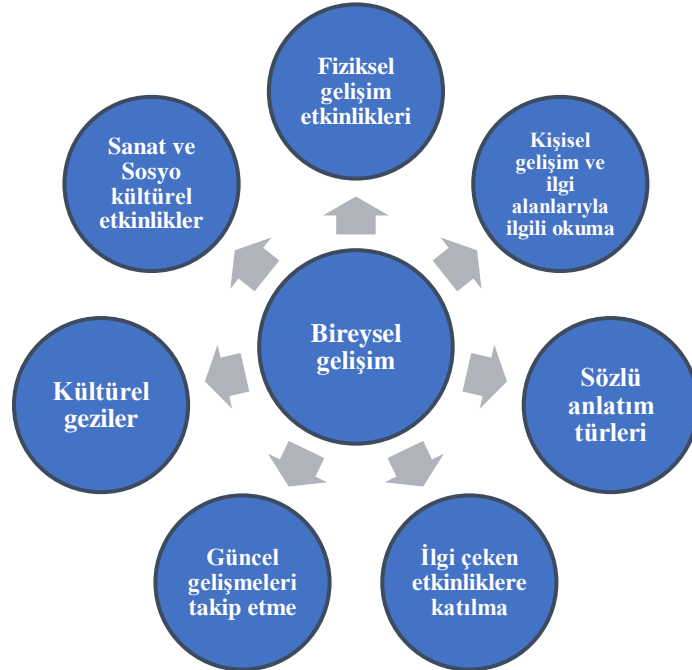 Fiziksel
gelişim
etkinlikleri
Sanat ve
Sosyo
kültürel
etkinlikler
Kişisel
gelişim ve
ilgi
alanlarıyla
ilgili okuma
Bireysel
gelişim
Kültürel
geziler
Sözlü
anlatım
türleri
Güncel
gelişmeleri
takip etme
İlgi çeken
etkinliklere
katılma